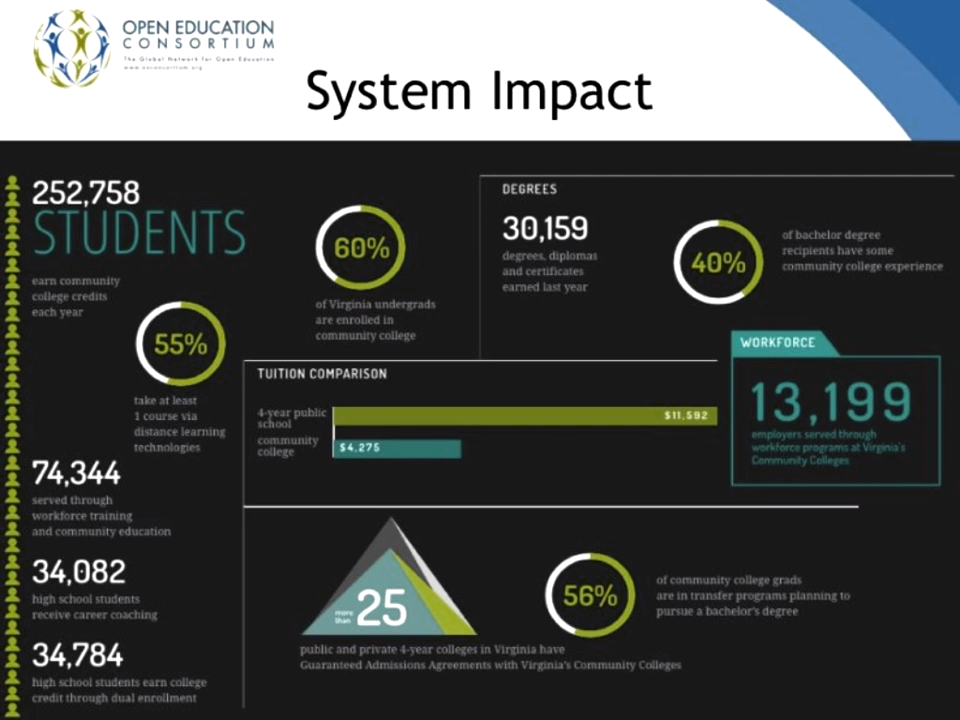 OPEN EDUCATION
CONSORTIUM
The Global Network for Open Education
www.oeconsortium.org
System Impact
252,758
STUDENTS
earn community
college credits
each year
60%
of Virginia undergrads
are enrolled in
community college
55%
take at least
1 course via
distance learning
technologies
74,344
served through
workforce training
and community education
34,082
high school students
receive career coaching
34,784
high school students earn college
credit through dual enrollment
DEGREES
30,159
degrees, diplomas
and certificates
earned last year
40%
of bachelor degree
recipients have some
community college experience
TUITION COMPARISON
4-year public
school
$11,592
community
college
$4,275
WORKFORCE
13,199
employers served through
workforce programs at Virginia's
Community Colleges
more
than
25
public and private 4-year colleges in Virginia have
Guaranteed Admissions Agreements with Virginia's Community Colleges
56%
of community college grads
are in transfer programs planning to
pursue a bachelor's degree